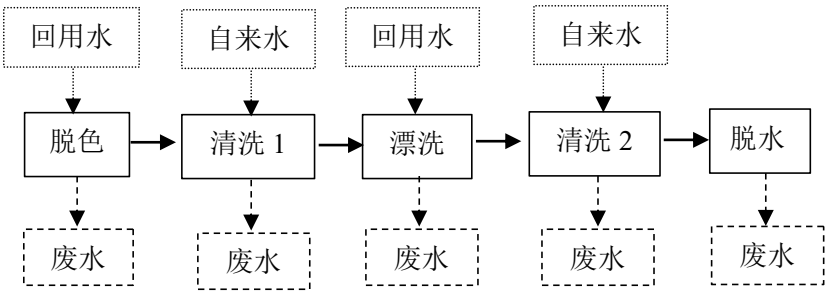 回用水 自来水 回用水 自来水
脱色 清洗 1 漂洗 清洗 2 脱水
废水 废水 废水 废水 废水